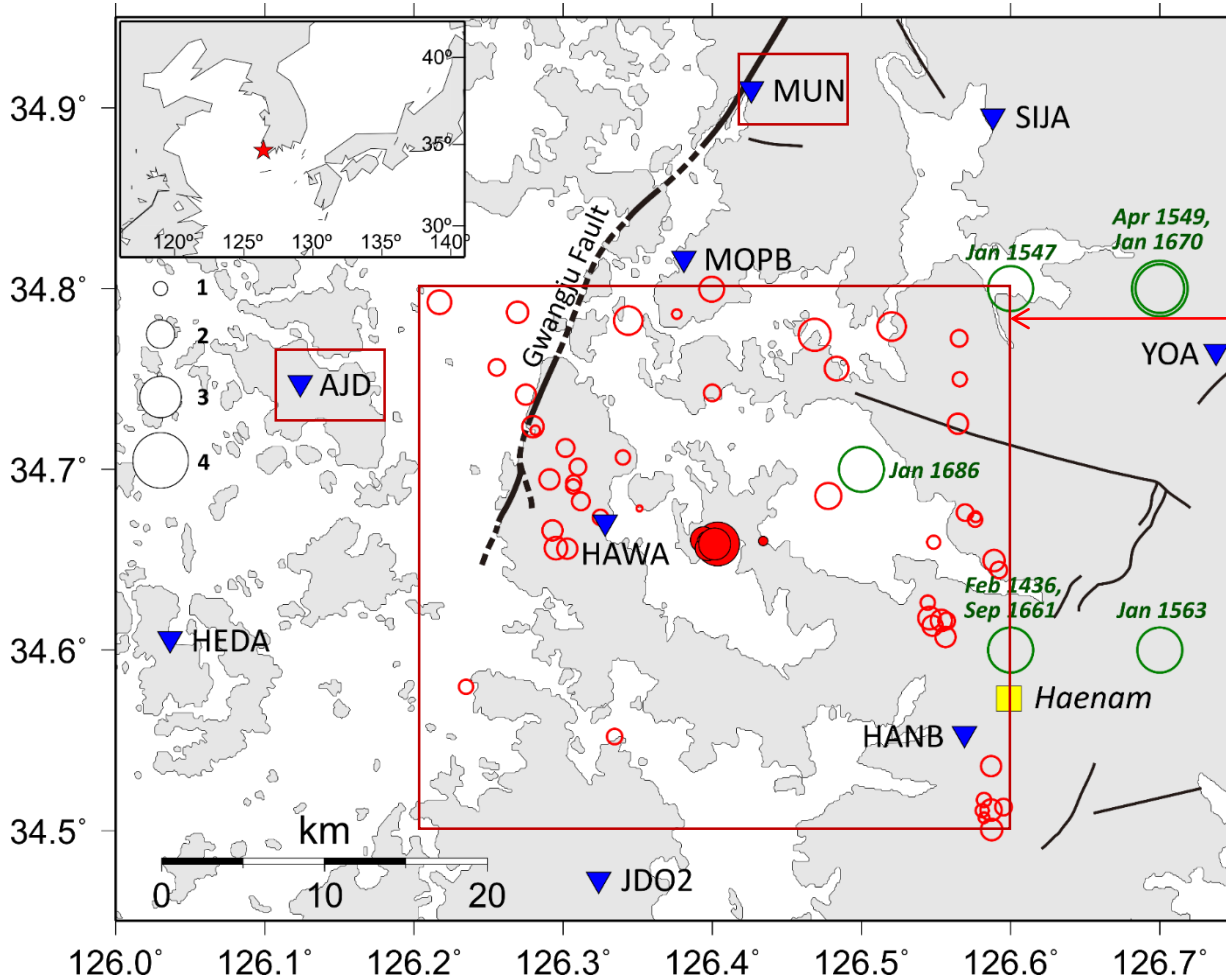 40°
35°
30°
120° 125° 130° 135° 140°
MUN
SIJA
34.9°
Gwangju Fault
MOPB
Apr 1549,
Jan 1670
Jan 1547
34.8°
1
2
3
4
AJD
YOA
34.7°
Jan 1686
HAWA
Feb 1436,
Sep 1661
Jan 1563
HEDA
34.6°
Haenam
HANB
34.5°
km
0 10 20
JDO2
126.0° 126.1° 126.2° 126.3° 126.4° 126.5° 126.6° 126.7°